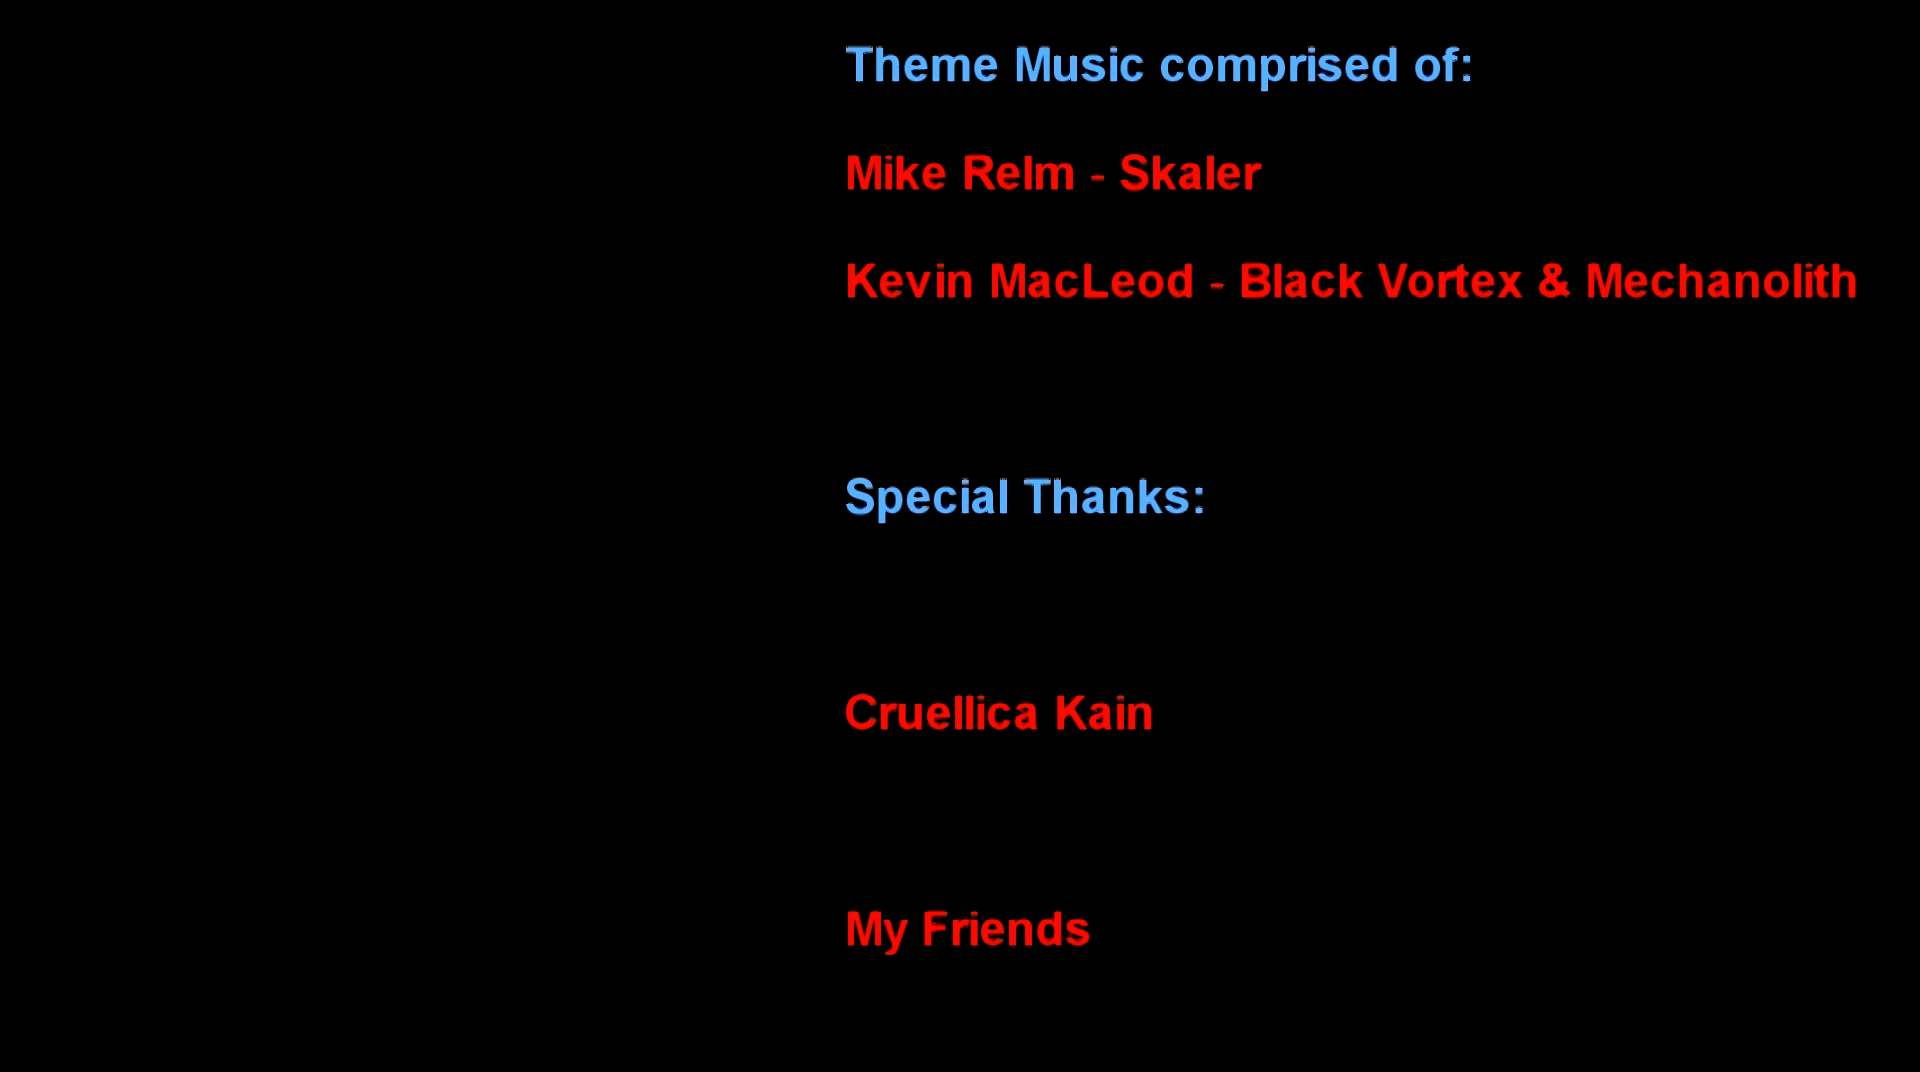 Theme Music comprised of:
Mike Relm - Skaler
Kevin MacLeod - Black Vortex & Mechanolith
Special Thanks:
Cruellica Kain
My Friends